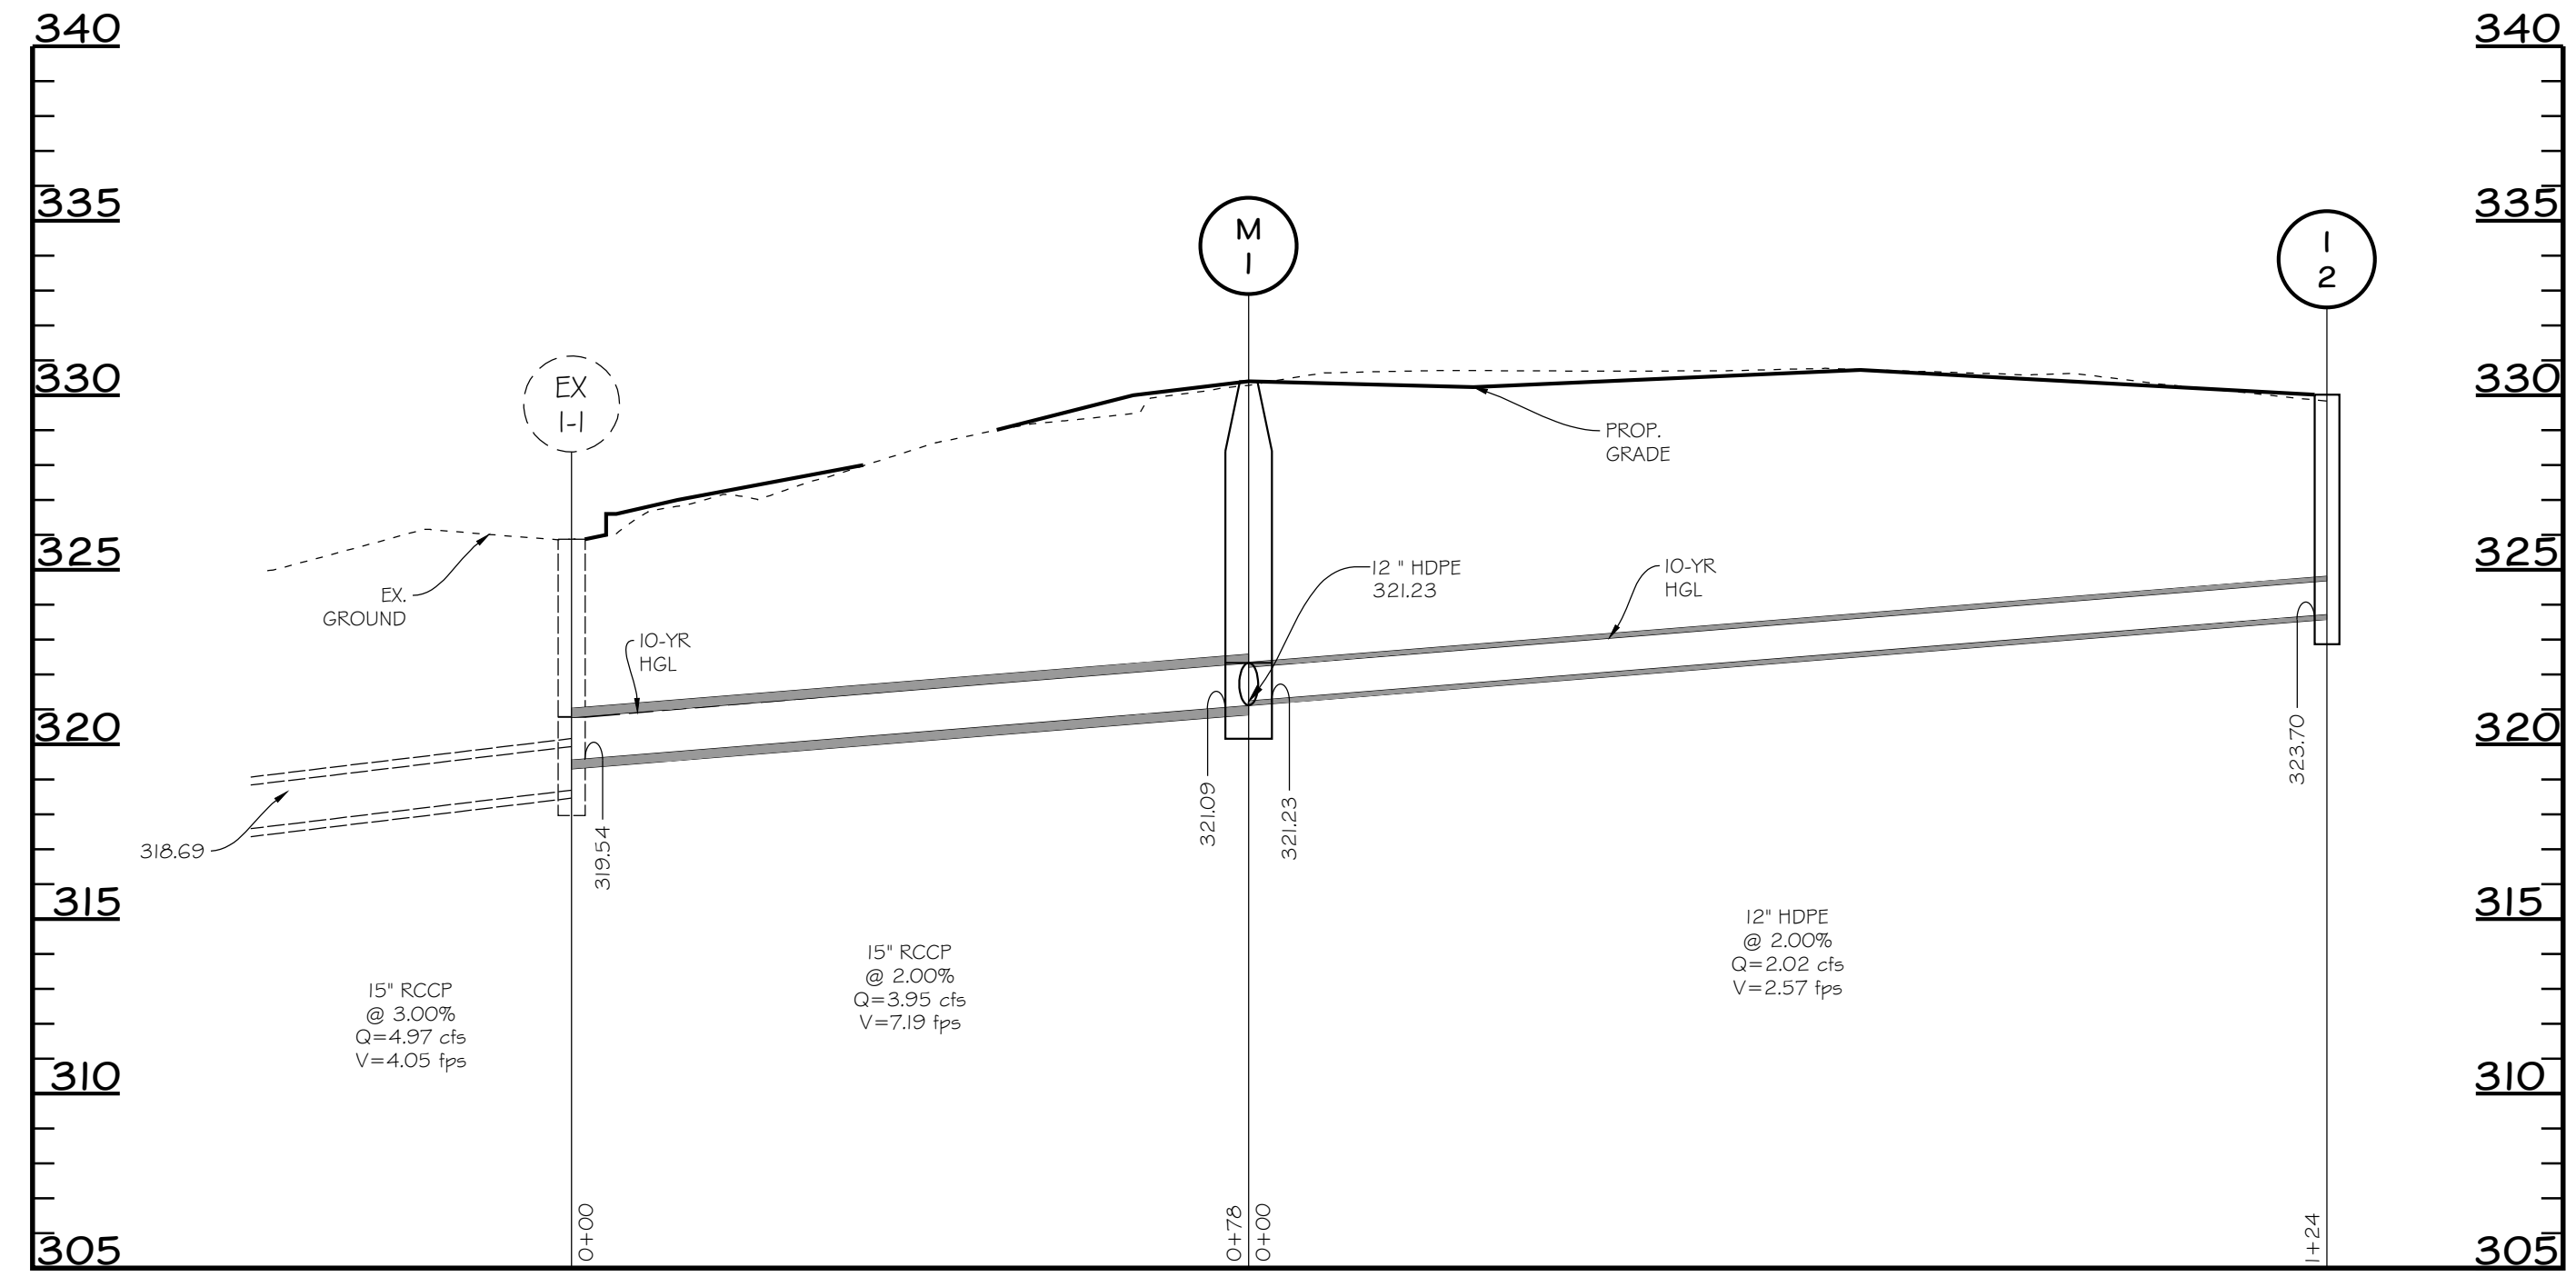 340
340
335
335
330
330
325
325
320
320
315
315
310
310
305
305
EX
1-1
M
1
1
2
PROP.
GRADE
EX.
GROUND
10-YR
HGL
12 " HDPE
321.23
10-YR
HGL
318.69
319.54
321.09
321.23
323.70
15" RCCP
@ 3.00%
Q=4.97 cfs
V=4.05 fps
15" RCCP
@ 2.00%
Q=3.95 cfs
V=7.19 fps
12" HDPE
@ 2.00%
Q=2.02 cfs
V=2.57 fps
0+00
0+78
0+00
1+24